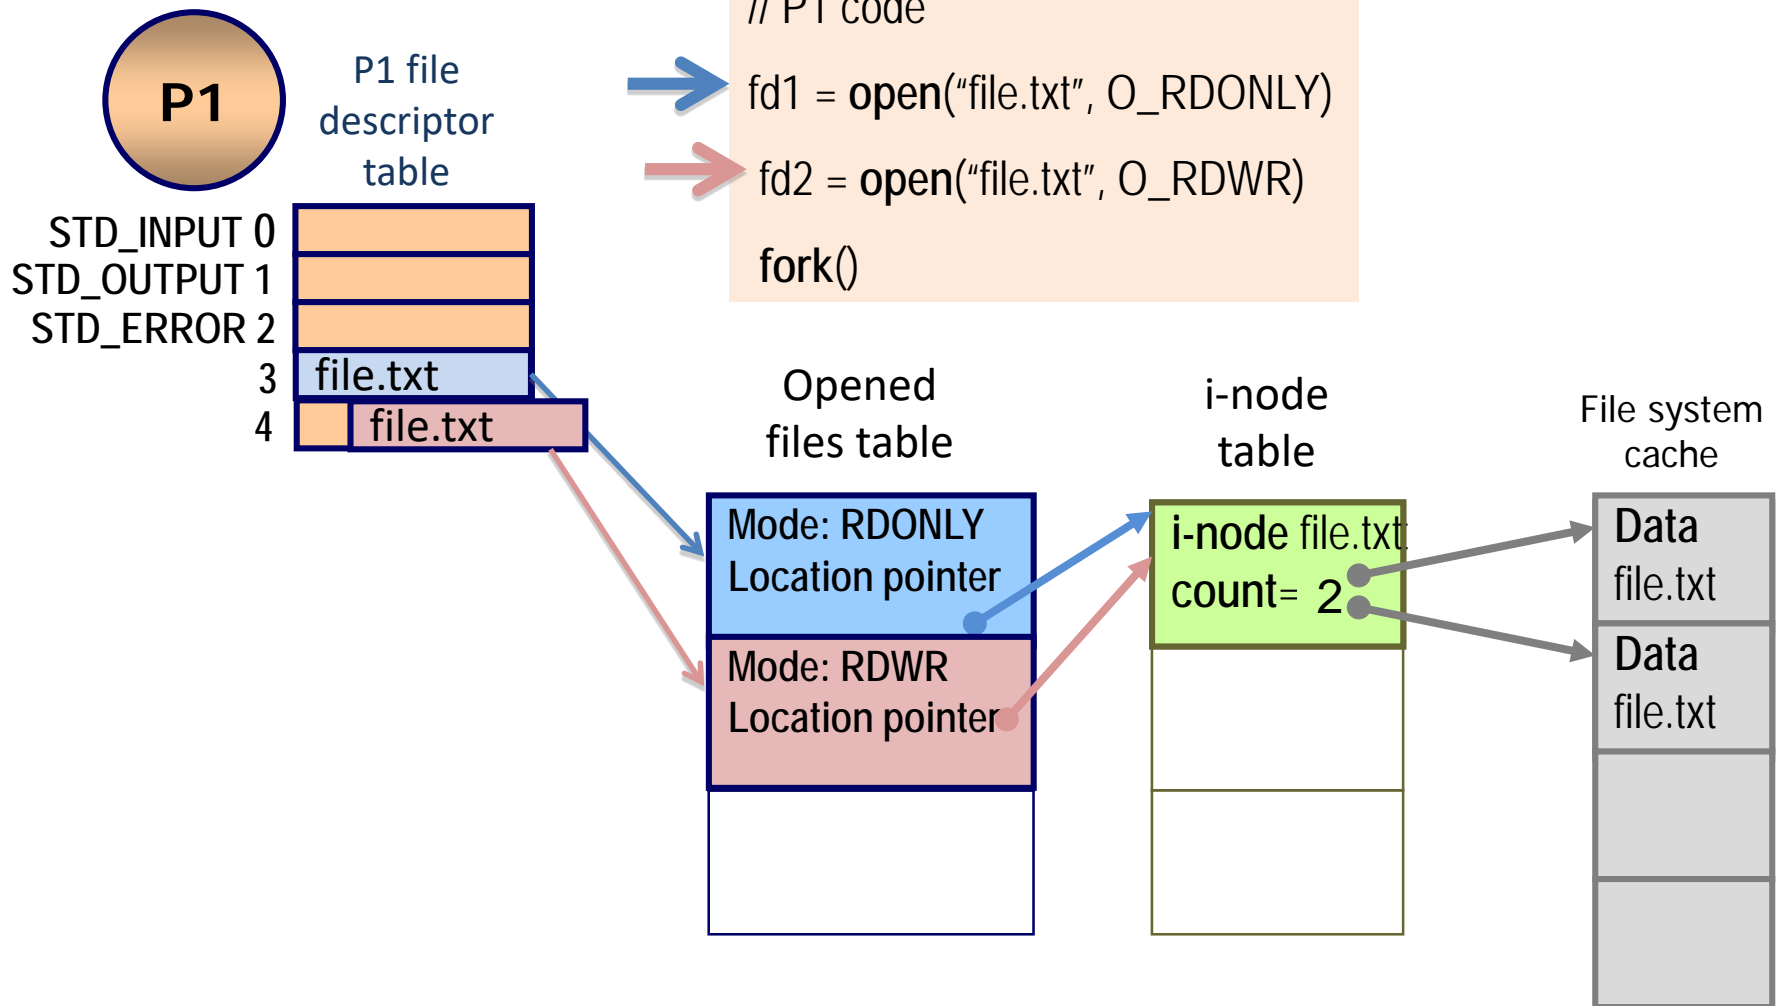 // P1 code
P1
P1 file
descriptor
table
fd1 = open("file.txt", O_RDONLY)
fd2 = open("file.txt", O_RDWR)
fork()
STD_INPUT 0
STD_OUTPUT 1
STD_ERROR 2
3 file.txt
4 file.txt
Opened
files table
i-node
table
File system
cache
Mode: RDONLY
Location pointer
Mode: RDWR
Location pointer
i-node file.txt
count= 2
Data
file.txt
Data
file.txt